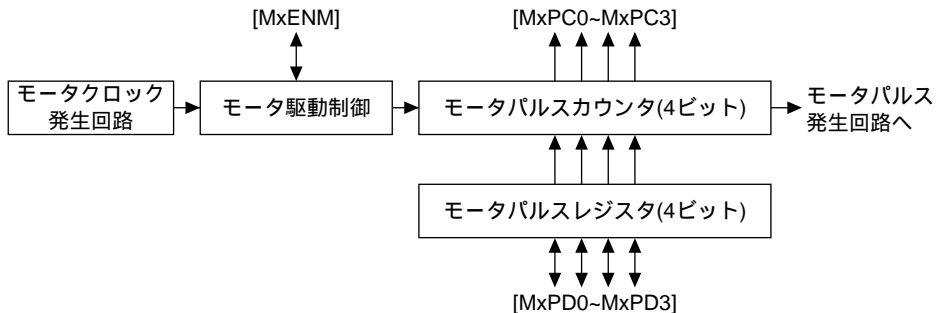 [MxENM]
[MxPC0~MxPC3]
モータクロック
発生回路
モータ駆動制御
モータパルスカウンタ(4ビット)
モータパルス
発生回路へ
モータパルスレジスタ(4ビット)
[MxPD0~MxPD3]